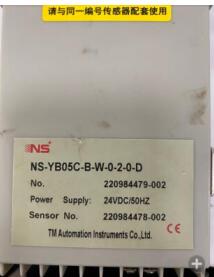 请与同一编号传感器配套使用
NS
NS-YB05C-B-W-0-2-0-D
No. 220984479-002
Power Supply: 24VDC/50HZ
Sensor No. 220984478-002
TM Automation Instruments Co.,Ltd. CE